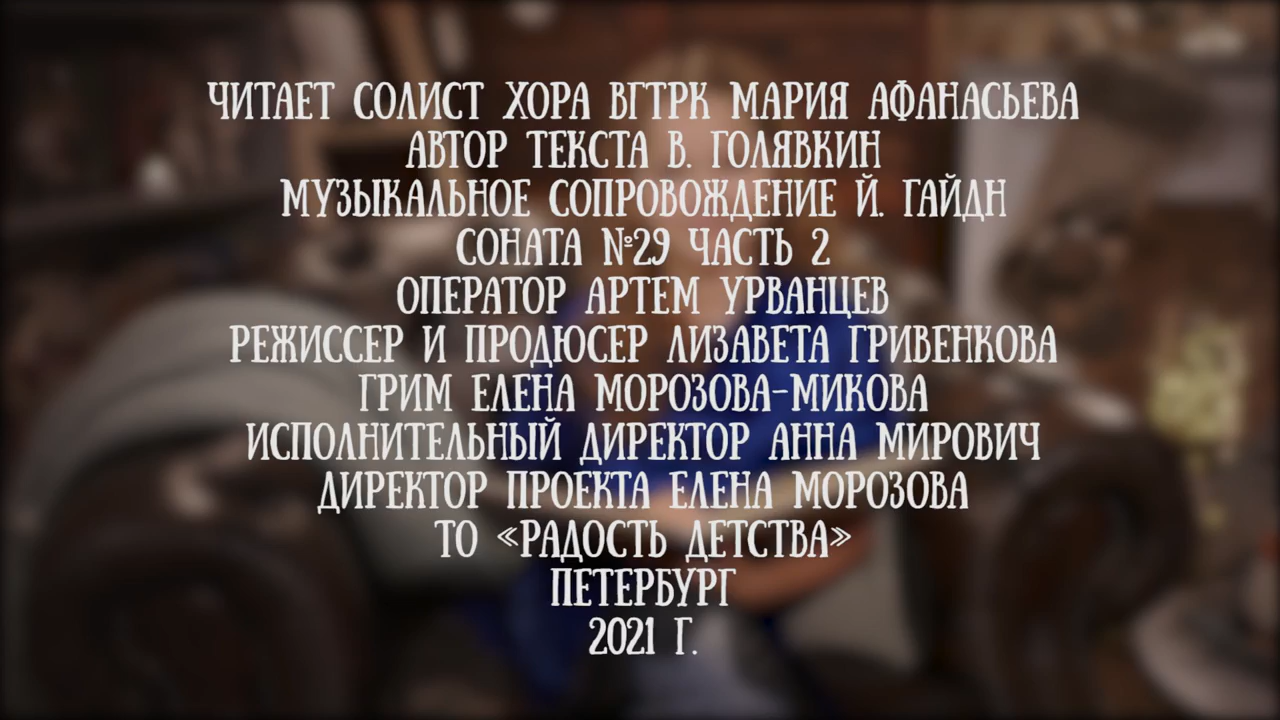 ЧИТАЕТ СОЛИСТ ХОРА ВГТРК МАРИЯ АФАНАСЬЕВА
АВТОР ТЕКСТА В. ГОЛЯВКИН
МУЗЫКАЛЬНОЕ СОПРОВОЖДЕНИЕ Й. ГАЙДН
СОНАТА №29 ЧАСТЬ 2
ОПЕРАТОР АРТЕМ УРВАНЦЕВ
РЕЖИССЕР И ПРОДЮСЕР ЛИЗАВЕТА ГРИВЕНКОВА
ГРИМ ЕЛЕНА МОРОЗОВА-МИКОВА
ИСПОЛНИТЕЛЬНЫЙ ДИРЕКТОР АННА МИРОВИЧ
ДИРЕКТОР ПРОЕКТА ЕЛЕНА МОРОЗОВА
ТО «РАДОСТЬ ДЕТСТВА»
ПЕТЕРБУРГ
2021 Г.